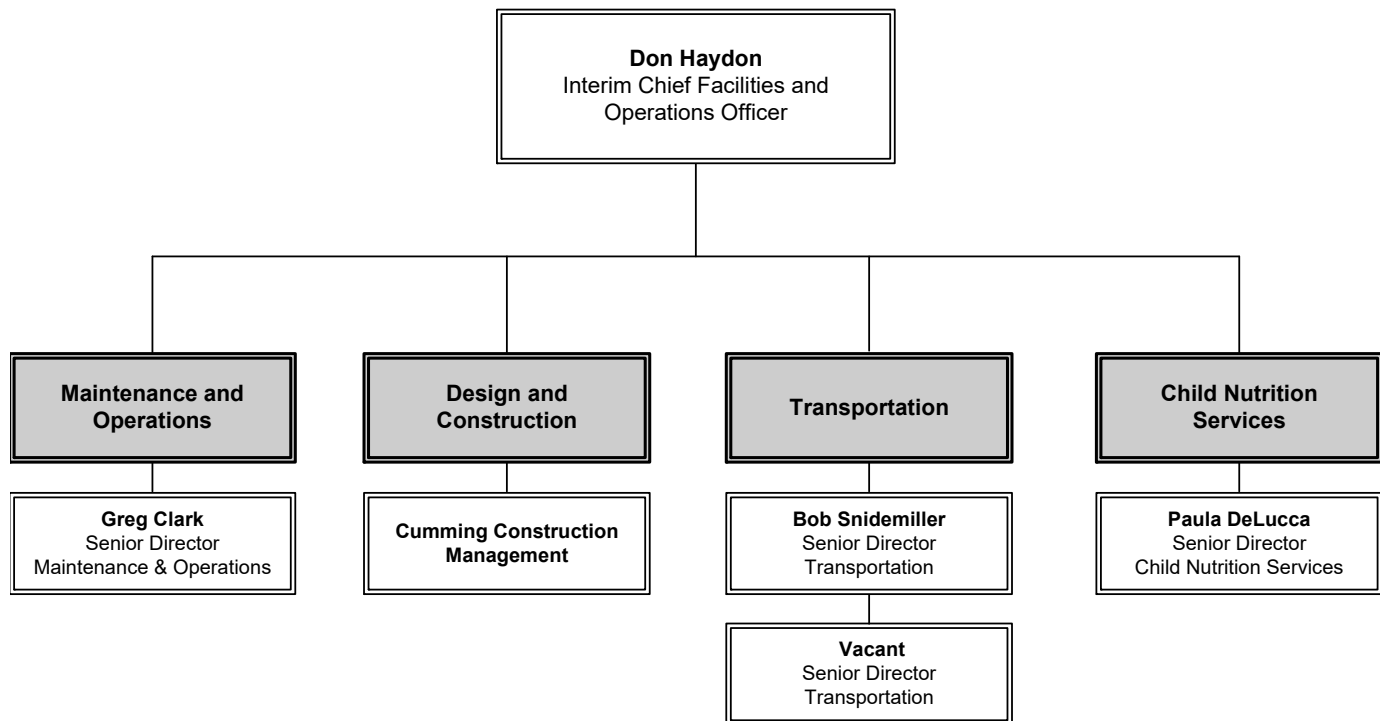 Don Haydon
Interim Chief Facilities and
Operations Officer
Maintenance and
Operations
Design and
Construction
Transportation
Child Nutrition
Services
Greg Clark
Senior Director
Maintenance & Operations
Cumming Construction
Management
Bob Snidemiller
Senior Director
Transportation
Paula DeLucca
Senior Director
Child Nutrition Services
Vacant
Senior Director
Transportation